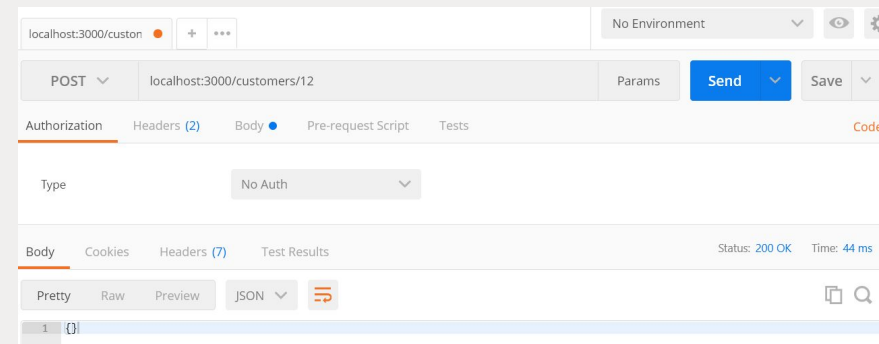 localhost:3000/custon + ••• No Environment
POST localhost:3000/customers/12 Params Send Save
Authorization Headers (2) Body Pre-request Script Tests Code
Type No Auth
Body Cookies Headers (7) Test Results Status: 200 OK Time: 44 ms
Pretty Raw Preview JSON
1 {}